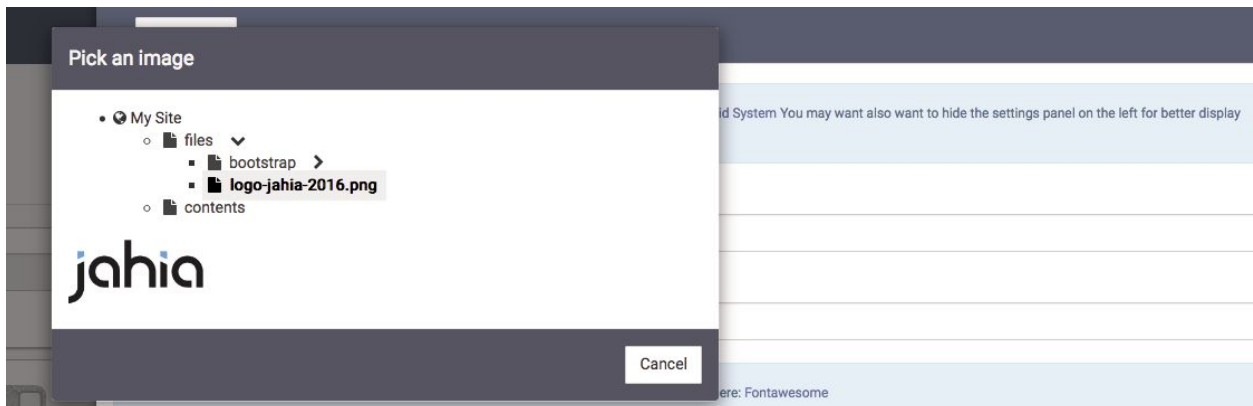 Pick an image
My Site
files
bootstrap
logo-jahia-2016.png
contents
jahia
Cancel
id System You may want also want to hide the settings panel on the left for better display
ere: Fontawesome